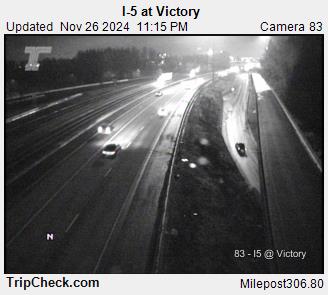 I-5 at Victory
Updated Nov 26 2024 11:15 PM Camera 83
T
N
83 - I5 @ Victory
TripCheck.com Milepost306.80